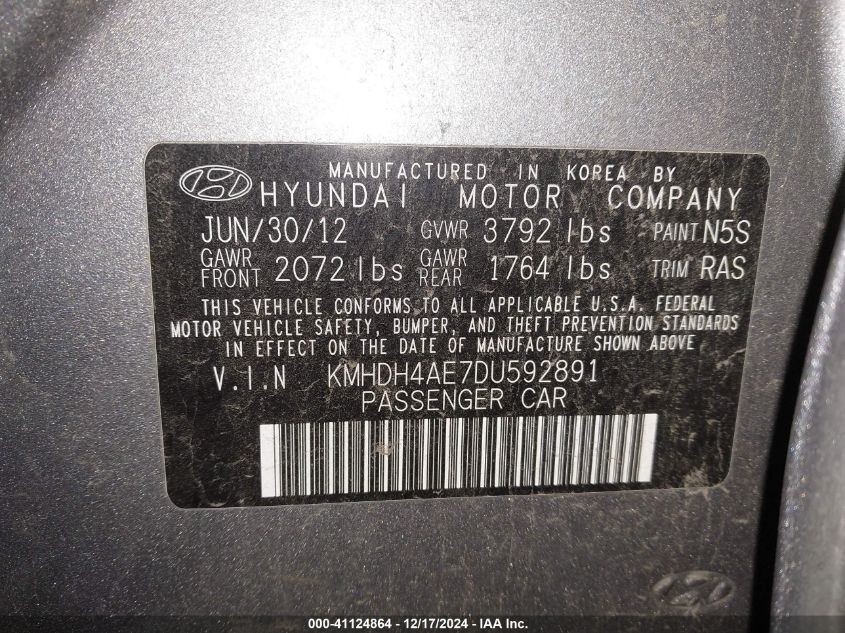 MANUFACTURED IN KOREA BY
HYUNDAI MOTOR COMPANY
JUN/30/12 GVWR 3792 lbs PAINT N5S
GAWR FRONT 2072 lbs GAWR REAR 1764 lbs TRIM RAS
THIS VEHICLE CONFORMS TO ALL APPLICABLE U.S.A. FEDERAL
MOTOR VEHICLE SAFETY, BUMPER, AND THEFT PREVENTION STANDARDS
IN EFFECT ON THE DATE OF MANUFACTURE SHOWN ABOVE
V.I.N KMHDH4AE7DU592891
PASSENGER CAR
000-41124864 - 12/17/2024 - IAA Inc.